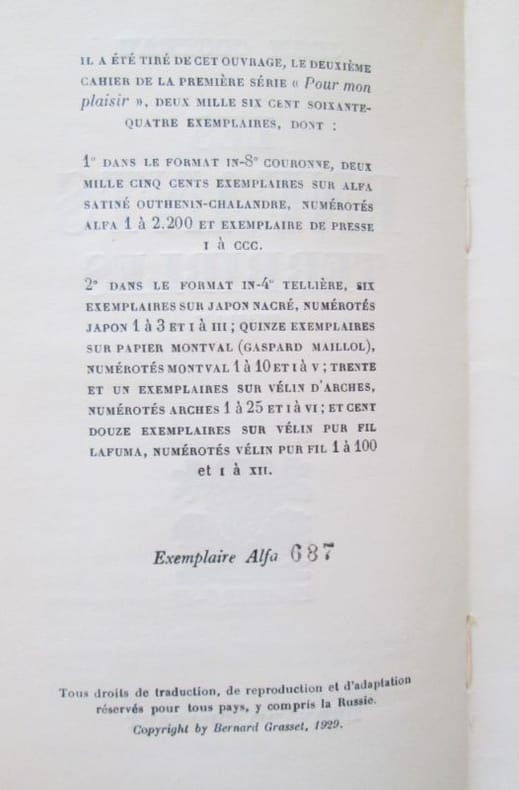 IL A ÉTÉ TIRÉ DE CET OUVRAGE, LE DEUXIÈME
CAHIER DE LA PREMIÈRE SÉRIE « Pour mon
plaisir », DEUX MILLE SIX CENT SOIXANTE-
QUATRE EXEMPLAIRES, DONT :
1° DANS LE FORMAT IN-8° COURONNE, DEUX
MILLE CINQ CENTS EXEMPLAIRES SUR ALFA
SATINÉ OUTHENIN-CHALANDRE, NUMÉROTÉS
ALFA 1 à 2.200 ET EXEMPLAIRE DE PRESSE
I à CCC.
2° DANS LE FORMAT IN-4° TELLIÈRE, SIX
EXEMPLAIRES SUR JAPON NACRÉ, NUMÉROTÉS
JAPON 1 à 3 ET I à III ; QUINZE EXEMPLAIRES
SUR PAPIER MONTVAL (GASPARD MAILLOL),
NUMÉROTÉS MONTVAL 1 à 10 ET I à V ; TRENTE
ET UN EXEMPLAIRES SUR VÉLIN D'ARCHES,
NUMÉROTÉS ARCHES 1 à 25 ET I à VI ; ET CENT
DOUZE EXEMPLAIRES SUR VÉLIN PUR FIL
LAFUMA, NUMÉROTÉS VÉLIN PUR FIL 1 à 100
et I à XII.
Exemplaire Alfa 687
Tous droits de traduction, de reproduction et d'adaptation
réservés pour tous pays, y compris la Russie.
Copyright by Bernard Grasset, 1929.